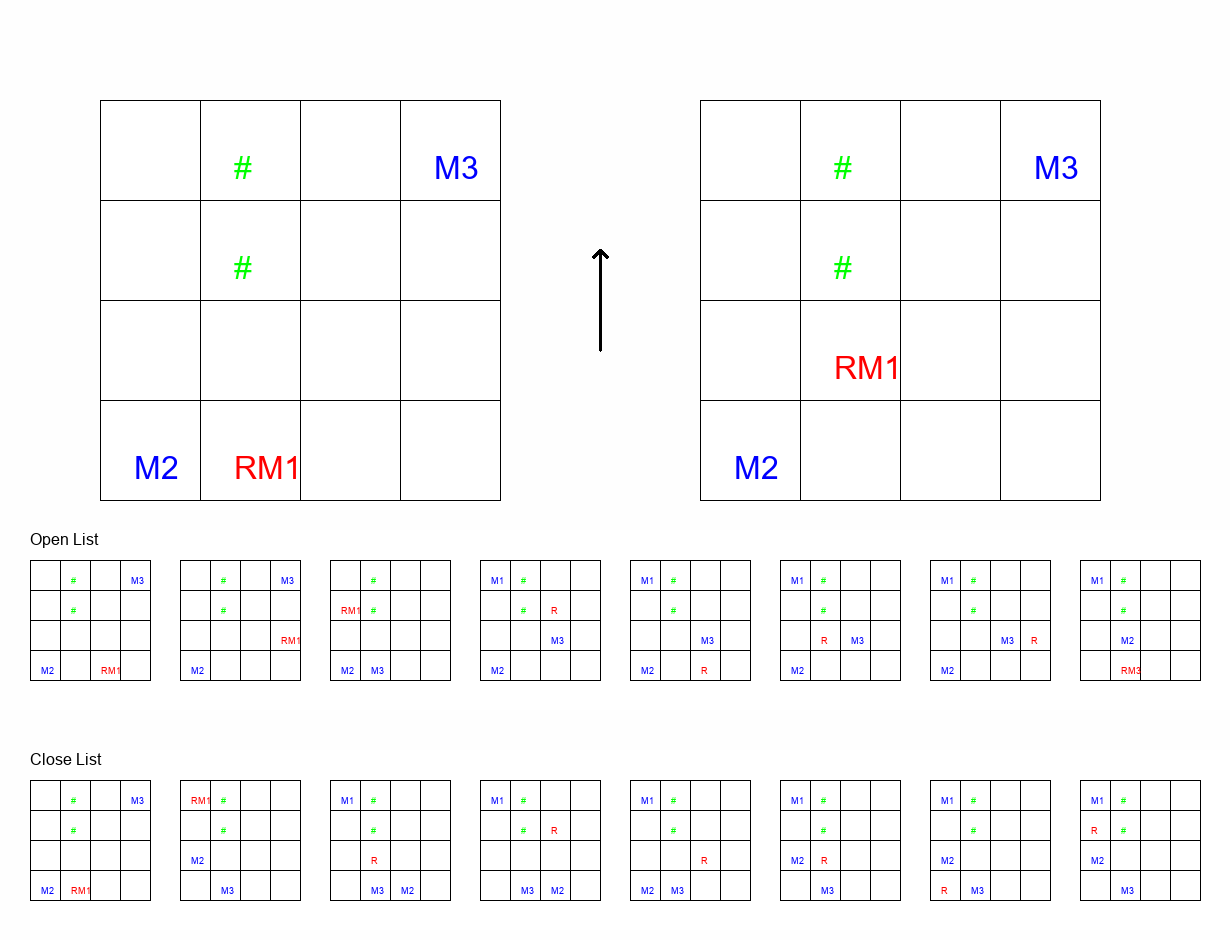 # M3 # M3
# #
RM1
M2 RM1 M2
Open List
# M3 # M3 # M1 # M1 # M1 # M1 # M1 #
# # RM1 # # R # # # #
RM1 M3 M3 R M3 M3 R M2
M2 RM1 M2 M2 M3 M2 M2 R M2 M2 RM3
Close List
# M3 RM1 # M1 # M1 # M1 # M1 # M1 # M1 #
# # # # R # # # R #
M2 R R M2 R M2 M2
M2 RM1 M3 M3 M2 M3 M2 M2 M3 M3 R M3 M3